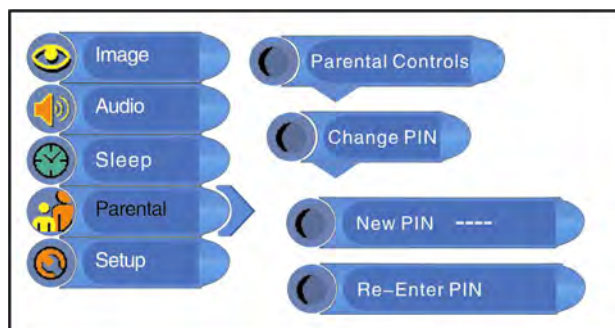 Image
Audio
Sleep
Parental
Setup
Parental Controls
Change PIN
New PIN ----
Re-Enter PIN